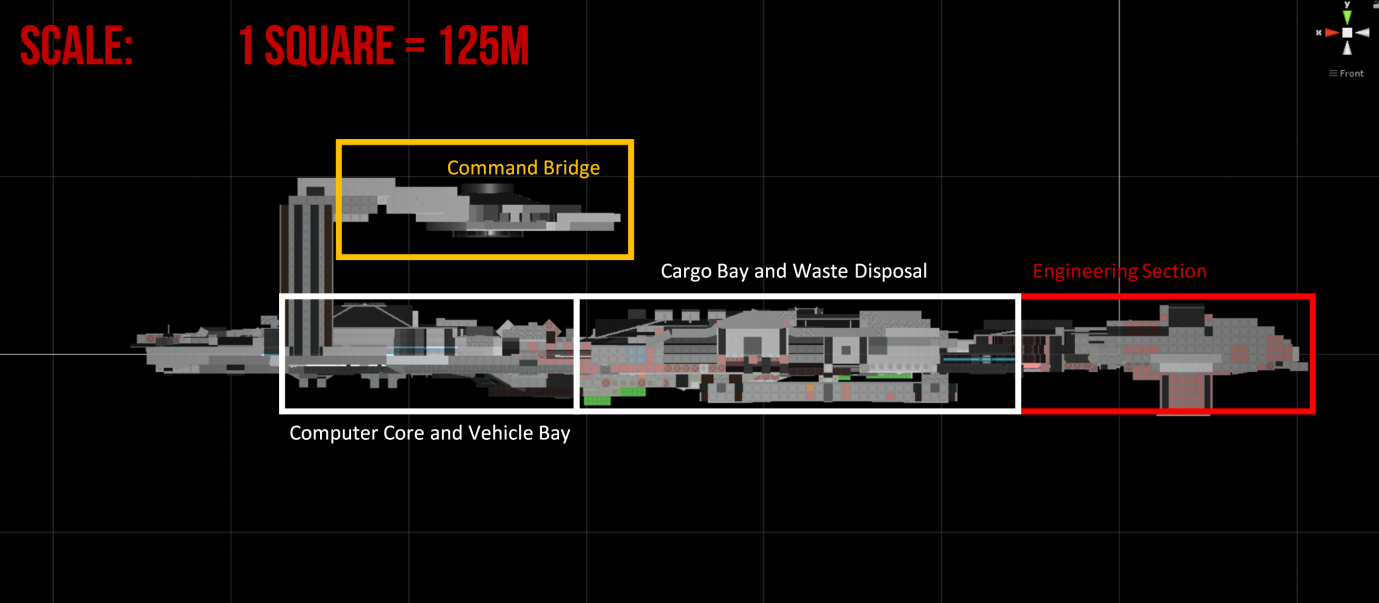 SCALE: 1 SQUARE = 125M
y
x
Front
Command Bridge
Cargo Bay and Waste Disposal
Engineering Section
Computer Core and Vehicle Bay